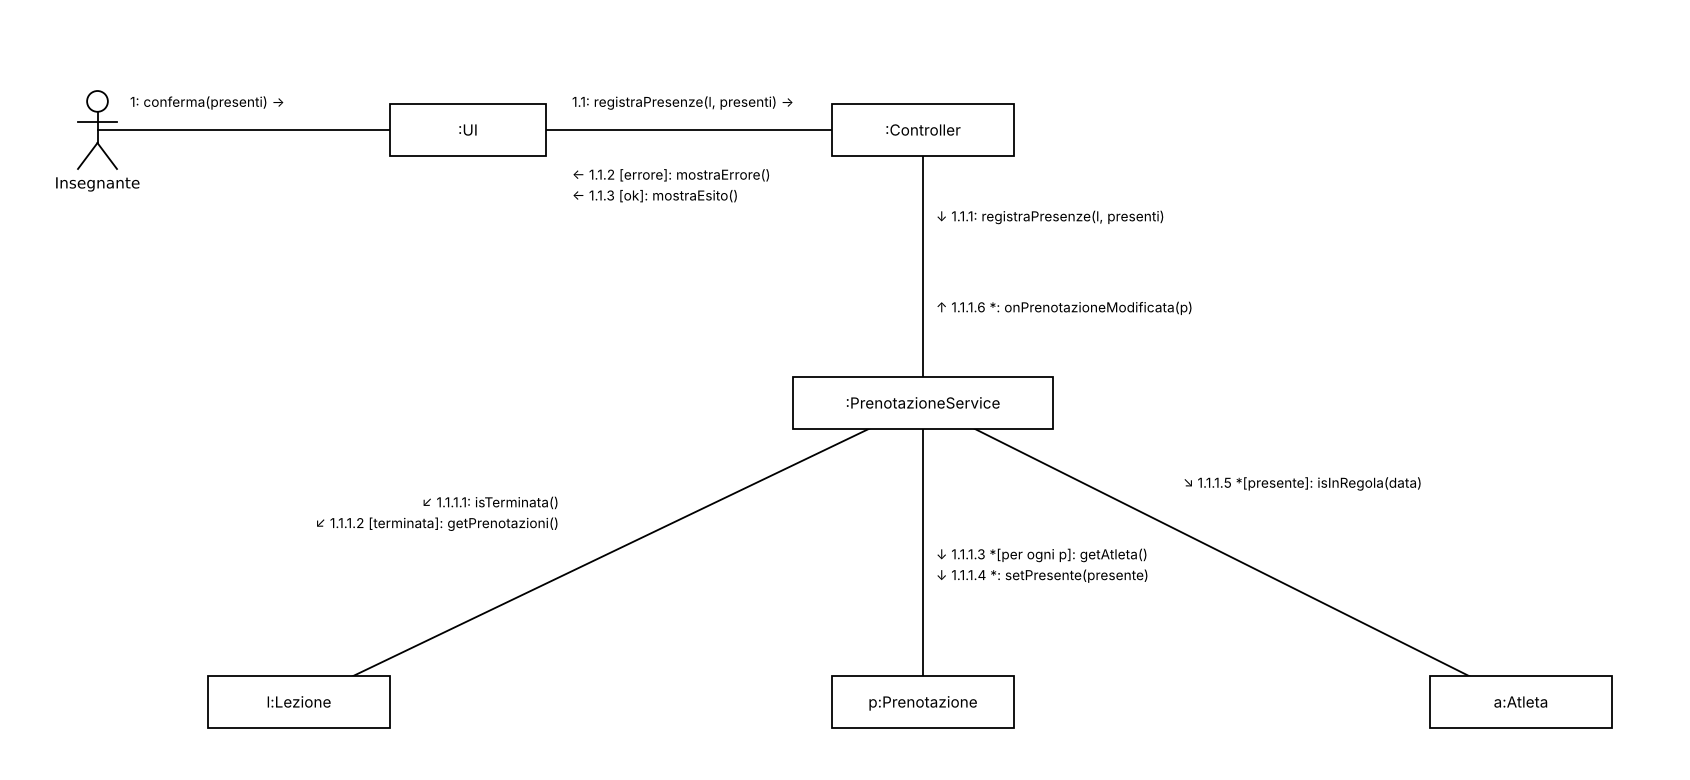 1: conferma(presenti) →
1.1: registraPresenze(l, presenti) →
:UI
:Controller
Insegnante
← 1.1.2 [errore]: mostraErrore()
← 1.1.3 [ok]: mostraEsito()
↓ 1.1.1: registraPresenze(l, presenti)
↑ 1.1.1.6 *: onPrenotazioneModificata(p)
:PrenotazioneService
↙ 1.1.1.1: isTerminata()
↙ 1.1.1.2 [terminata]: getPrenotazioni()
↘ 1.1.1.5 *[presente]: isInRegola(data)
↓ 1.1.1.3 *[per ogni p]: getAtleta()
↓ 1.1.1.4 *: setPresente(presente)
l:Lezione
p:Prenotazione
a:Atleta